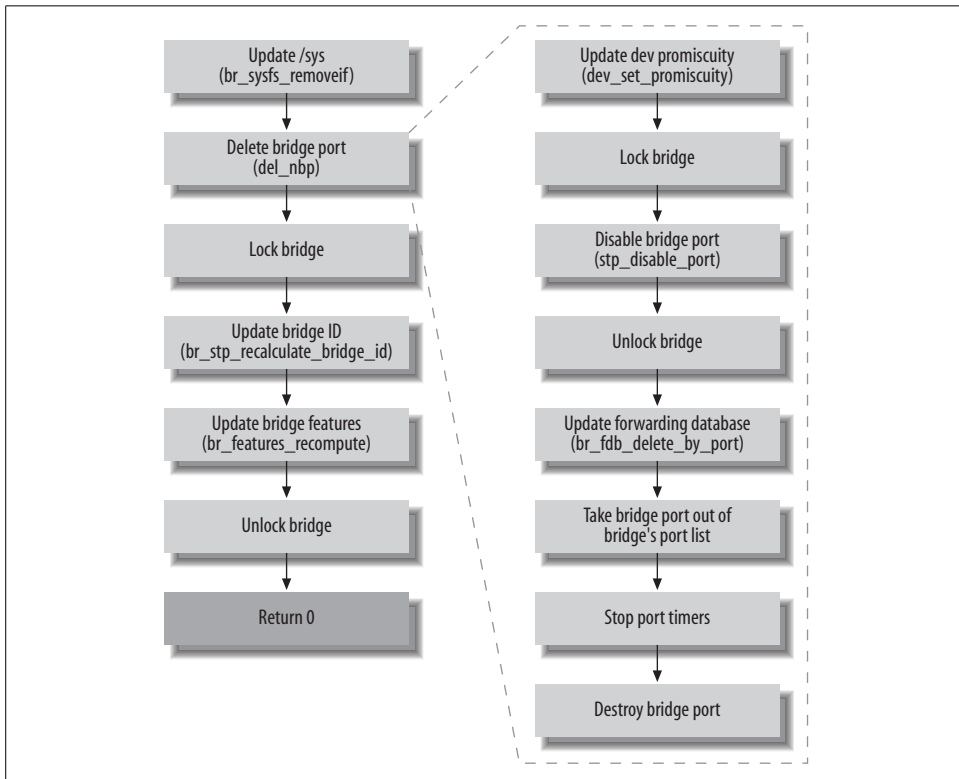 Update /sys
(br_sysfs_removeif)
Delete bridge port
(del_nbp)
Lock bridge
Update bridge ID
(br_stp_recalculate_bridge_id)
Update bridge features
(br_features_recompute)
Unlock bridge
Return 0
Update dev promiscuity
(dev_set_promiscuity)
Lock bridge
Disable bridge port
(stp_disable_port)
Unlock bridge
Update forwarding database
(br_fdb_delete_by_port)
Take bridge port out of
bridge's port list
Stop port timers
Destroy bridge port